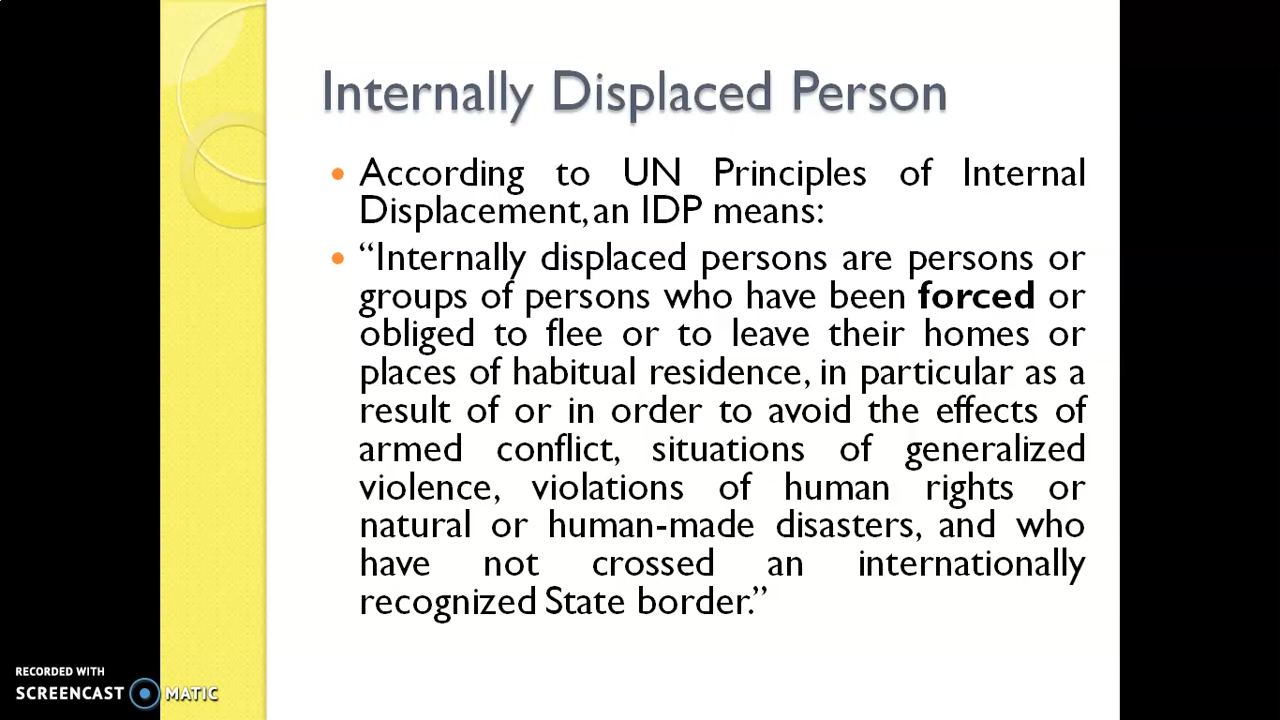 Internally Displaced Person
• According to UN Principles of Internal
Displacement, an IDP means:
• “Internally displaced persons are persons or
groups of persons who have been forced or
obliged to flee or to leave their homes or
places of habitual residence, in particular as a
result of or in order to avoid the effects of
armed conflict, situations of generalized
violence, violations of human rights or
natural or human-made disasters, and who
have not crossed an internationally
recognized State border.”
RECORDED WITH
SCREENCAST MATIC